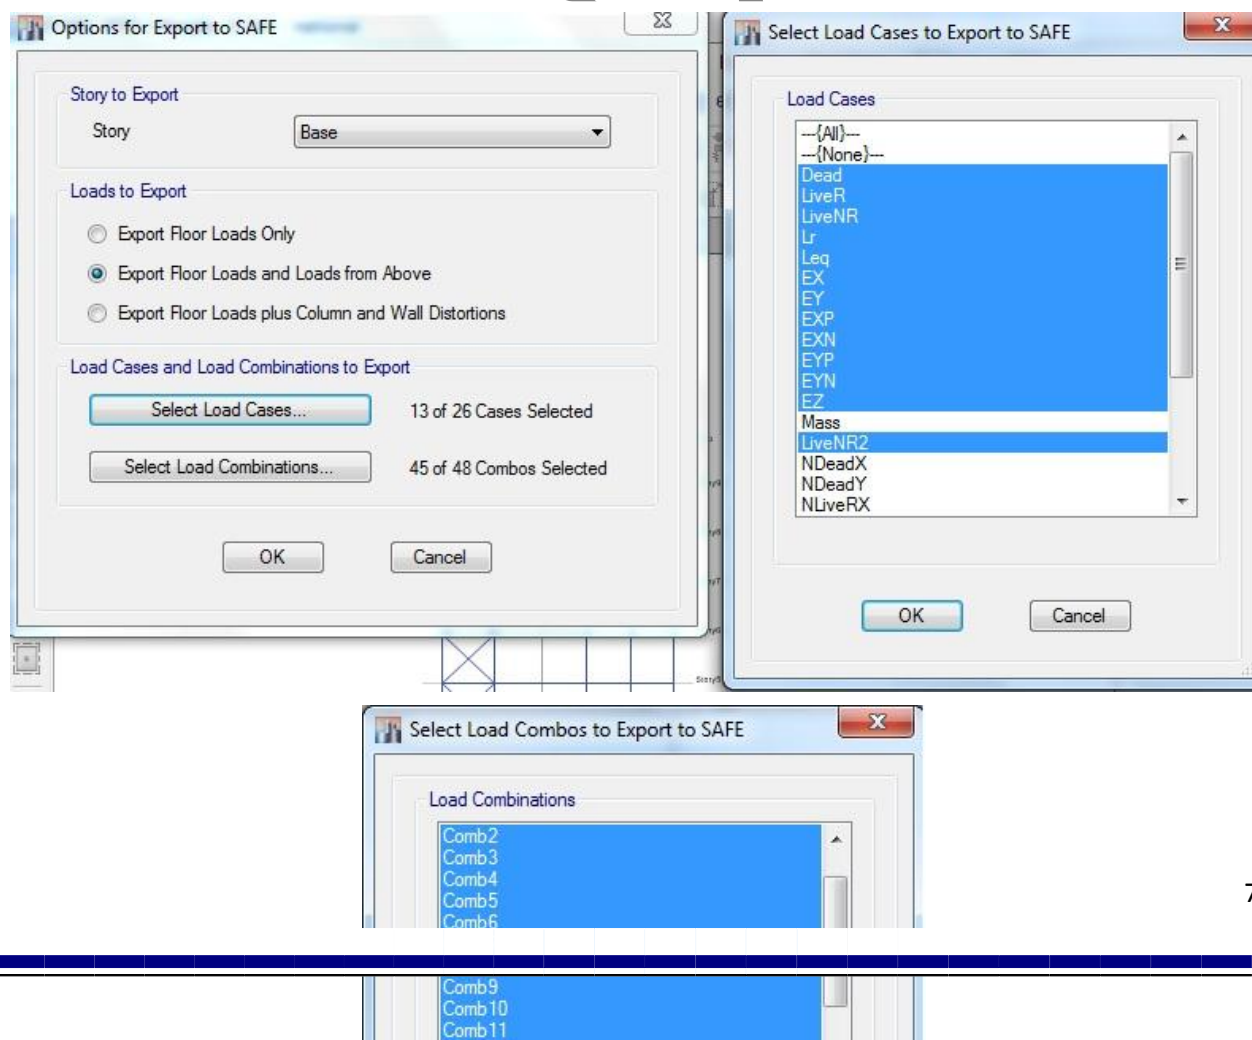 Options for Export to SAFE
Story to Export
Story
Base
Loads to Export
Export Floor Loads Only
Export Floor Loads and Loads from Above
Export Floor Loads plus Column and Wall Distortions
Load Cases and Load Combinations to Export
Select Load Cases...
13 of 26 Cases Selected
Select Load Combinations...
45 of 48 Combos Selected
OK
Cancel
Select Load Cases to Export to SAFE
Load Cases
---{All}---
---{None}---
Dead
LiveR
LiveNR
Lr
Leq
EX
EY
EXP
EXN
EYP
EYN
EZ
Mass
LiveNR2
NDeadX
NDeadY
NLiveRX
OK
Cancel
Select Load Combos to Export to SAFE
Load Combinations
Comb2
Comb3
Comb4
Comb5
Comb6
7
Comb9
Comb10
Comb11